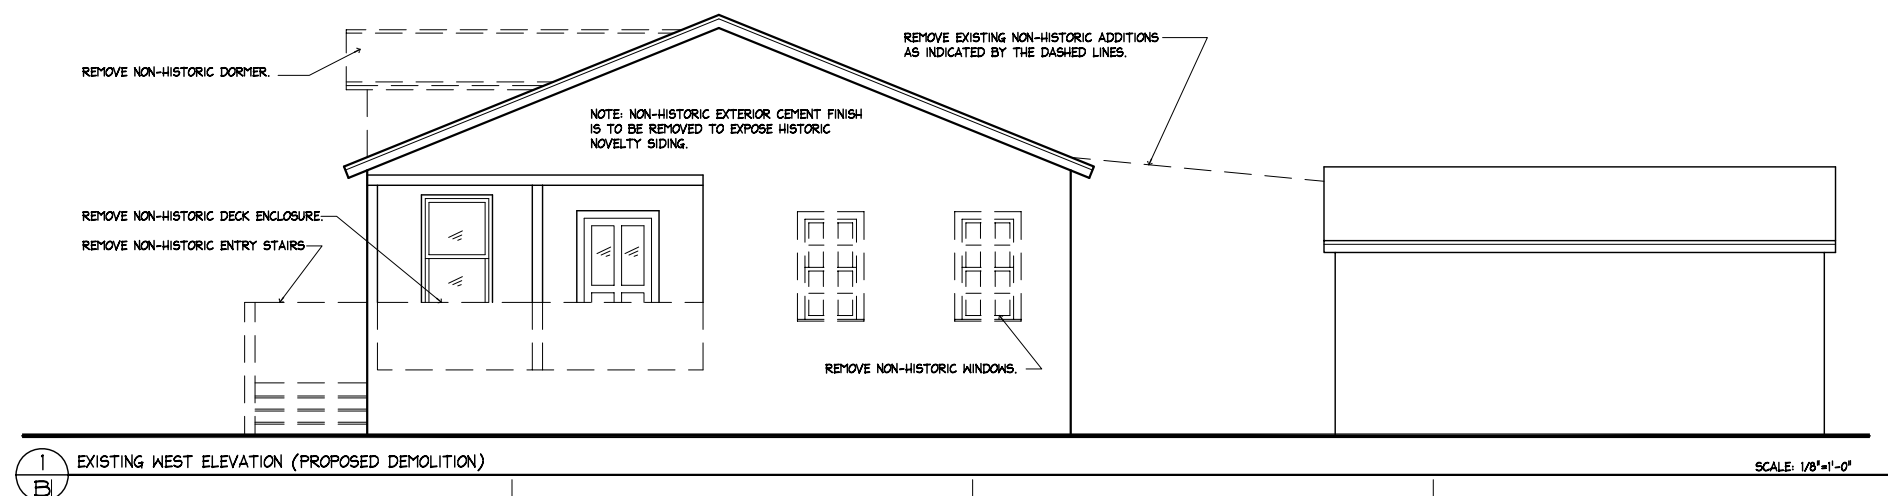 REMOVE EXISTING NON-HISTORIC ADDITIONS
AS INDICATED BY THE DASHED LINES.
REMOVE NON-HISTORIC DORMER.
NOTE: NON-HISTORIC EXTERIOR CEMENT FINISH
IS TO BE REMOVED TO EXPOSE HISTORIC
NOVELTY SIDING.
REMOVE NON-HISTORIC DECK ENCLOSURE.
REMOVE NON-HISTORIC ENTRY STAIRS
REMOVE NON-HISTORIC WINDOWS.
1
B1
EXISTING WEST ELEVATION (PROPOSED DEMOLITION)
SCALE: 1/8"=1'-0"